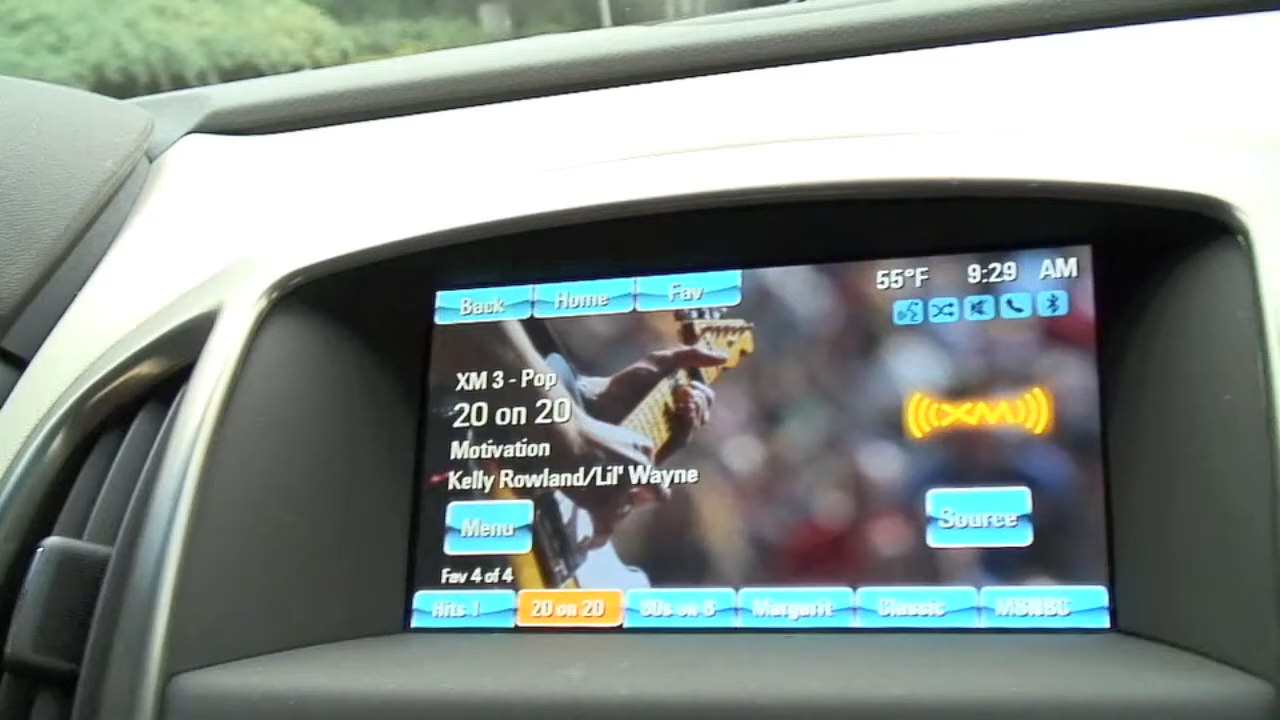 Back Home Fav 55°F 9:29 AM
XM 3 - Pop
20 on 20
Motivation
Kelly Rowland/Lil' Wayne
XM
Menu
Source
Fav 4 of 4
Hits 1 20 on 20 80s on 8 Margarit Classic MSNBC